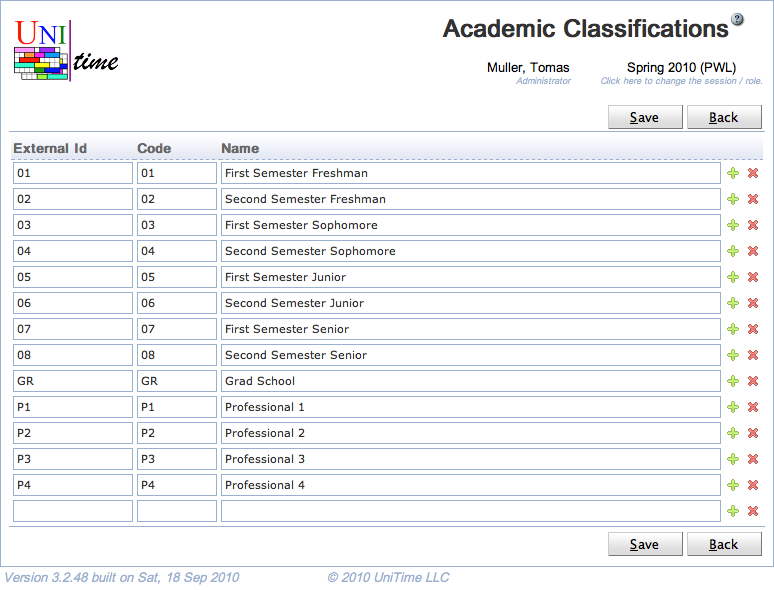 UNI time
Academic Classifications ?
Muller, Tomas Spring 2010 (PWL)
Administrator Click here to change the session / role.
Save Back
External Id Code Name
01 01 First Semester Freshman
02 02 Second Semester Freshman
03 03 First Semester Sophomore
04 04 Second Semester Sophomore
05 05 First Semester Junior
06 06 Second Semester Junior
07 07 First Semester Senior
08 08 Second Semester Senior
GR GR Grad School
P1 P1 Professional 1
P2 P2 Professional 2
P3 P3 Professional 3
P4 P4 Professional 4
Save Back
Version 3.2.48 built on Sat, 18 Sep 2010 © 2010 UniTime LLC